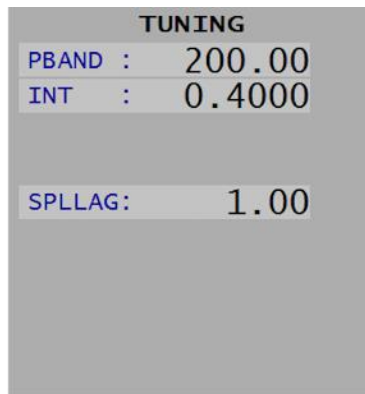 TUNING
PBAND : 200.00
INT : 0.4000
SPLLAG: 1.00